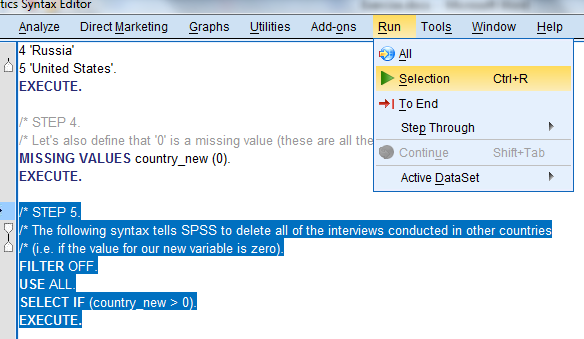 tics Syntax Editor
Analyze Direct Marketing Graphs Utilities Add-ons Run Tools Window Help
All
Selection Ctrl+R
To End
Step Through
Continue Shift+Tab
Active DataSet
4 'Russia'
5 'United States'.
EXECUTE.
/* STEP 4.
/* Let's also define that '0' is a missing value (these are all the
MISSING VALUES country_new (0).
EXECUTE.
/* STEP 5.
/* The following syntax tells SPSS to delete all of the interviews conducted in other countries
/* (i.e. if the value for our new variable is zero).
FILTER OFF.
USE ALL.
SELECT IF (country_new > 0).
EXECUTE.